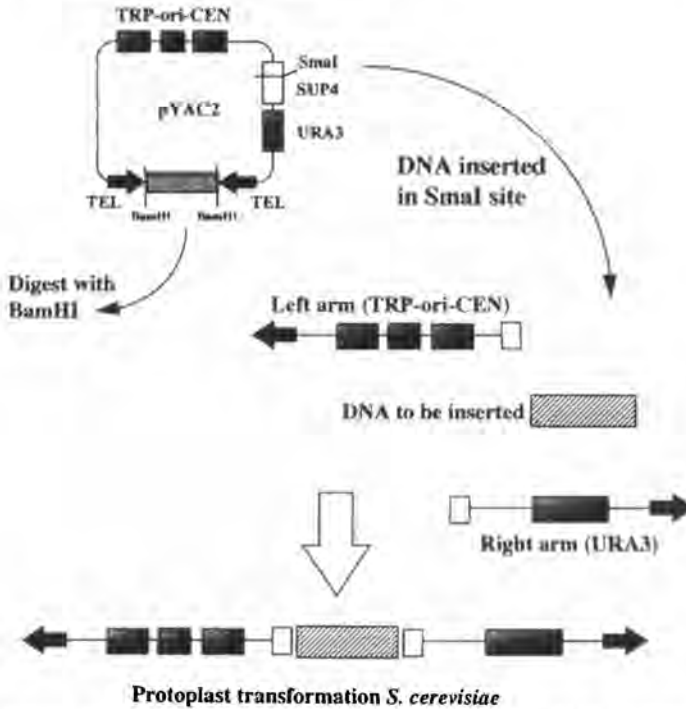 TRP-ori-CEN
SmaI
SUP4
pYAC2
URA3
DNA inserted
in SmaI site
TEL
BamHI
BamHI
TEL
Digest with
BamHI
Left arm (TRP-ori-CEN)
DNA to be inserted
Right arm (URA3)
Protoplast transformation S. cerevisiae